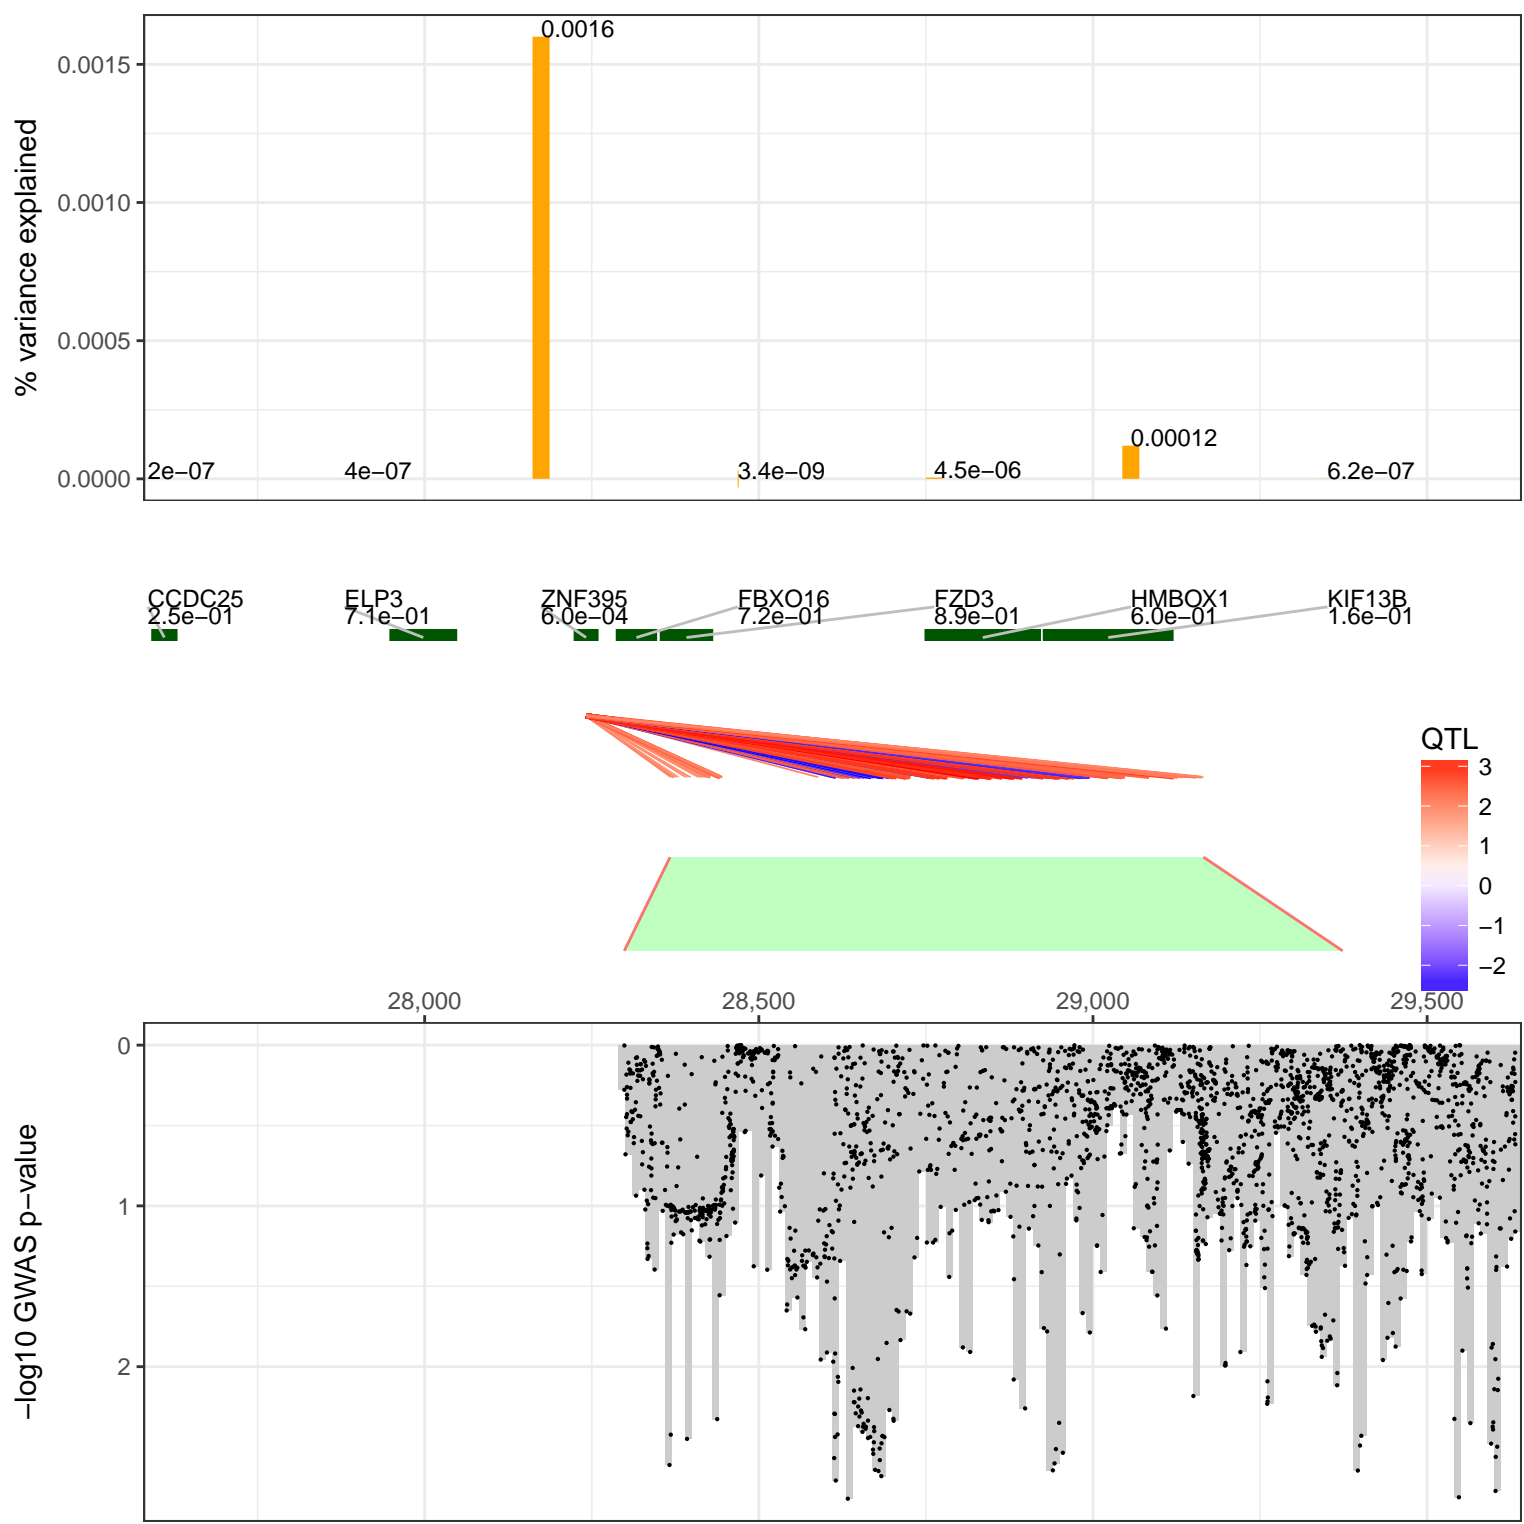 % variance explained
0.0015
0.0010
0.0005
0.0000
0.0016
0.00012
2e−07 4e−07 3.4e−09 4.5e−06 6.2e−07
CCDC25 ELP3 ZNF395 FBXO16 FZD3 HMBOX1 KIF13B
2.5e−01 7.1e−01 6.0e−04 7.2e−01 8.9e−01 6.0e−01 1.6e−01
QTL
3
2
1
0
−1
−2
28,000 28,500 29,000 29,500
−log10 GWAS p−value
0
1
2